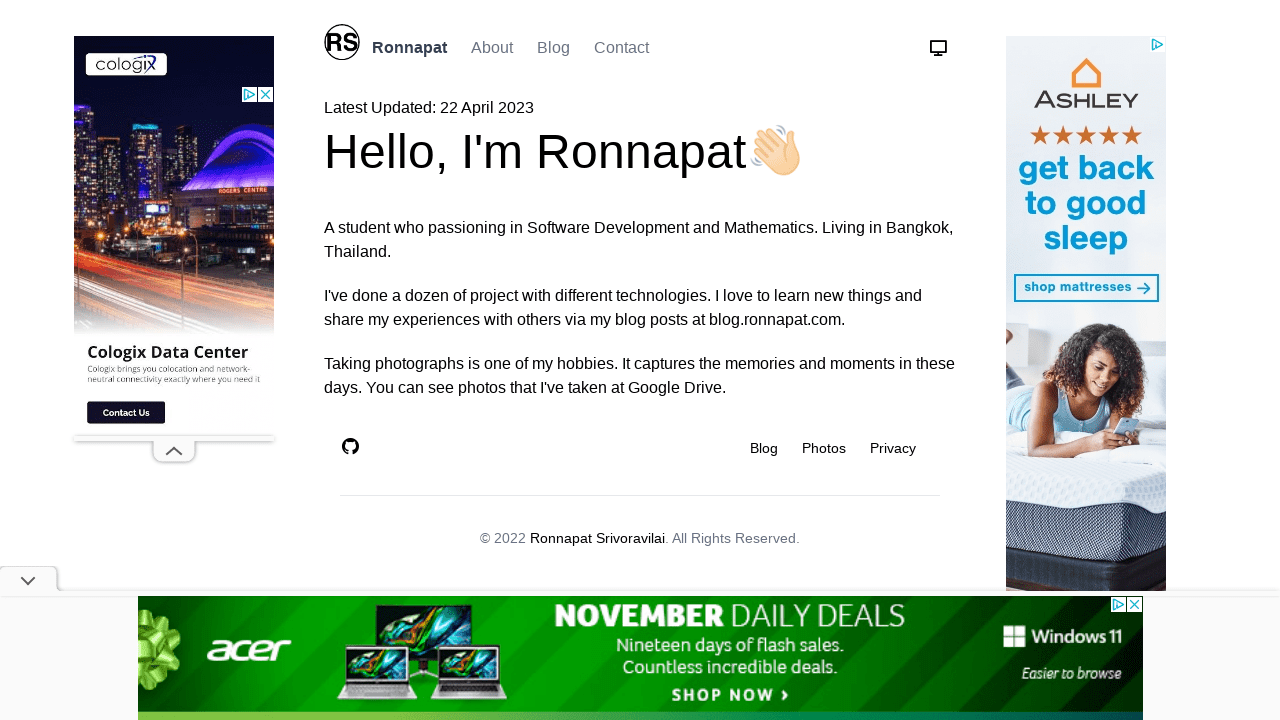 RS
Ronnapat
About
Blog
Contact
Latest Updated: 22 April 2023
Hello, I'm Ronnapat
A student who passioning in Software Development and Mathematics. Living in Bangkok,
Thailand.
I've done a dozen of project with different technologies. I love to learn new things and
share my experiences with others via my blog posts at blog.ronnapat.com.
Taking photographs is one of my hobbies. It captures the memories and moments in these
days. You can see photos that I've taken at Google Drive.
Blog
Photos
Privacy
© 2022 Ronnapat Srivoravilai. All Rights Reserved.
cologix
ROGERS CENTRE
Cologix Data Center
Cologix brings you colocation and network-
neutral connectivity exactly where you need it
Contact Us
ASHLEY
get back
to good
sleep
shop mattresses
acer
NOVEMBER DAILY DEALS
Nineteen days of flash sales.
Countless incredible deals.
SHOP NOW
Windows 11
Easier to browse